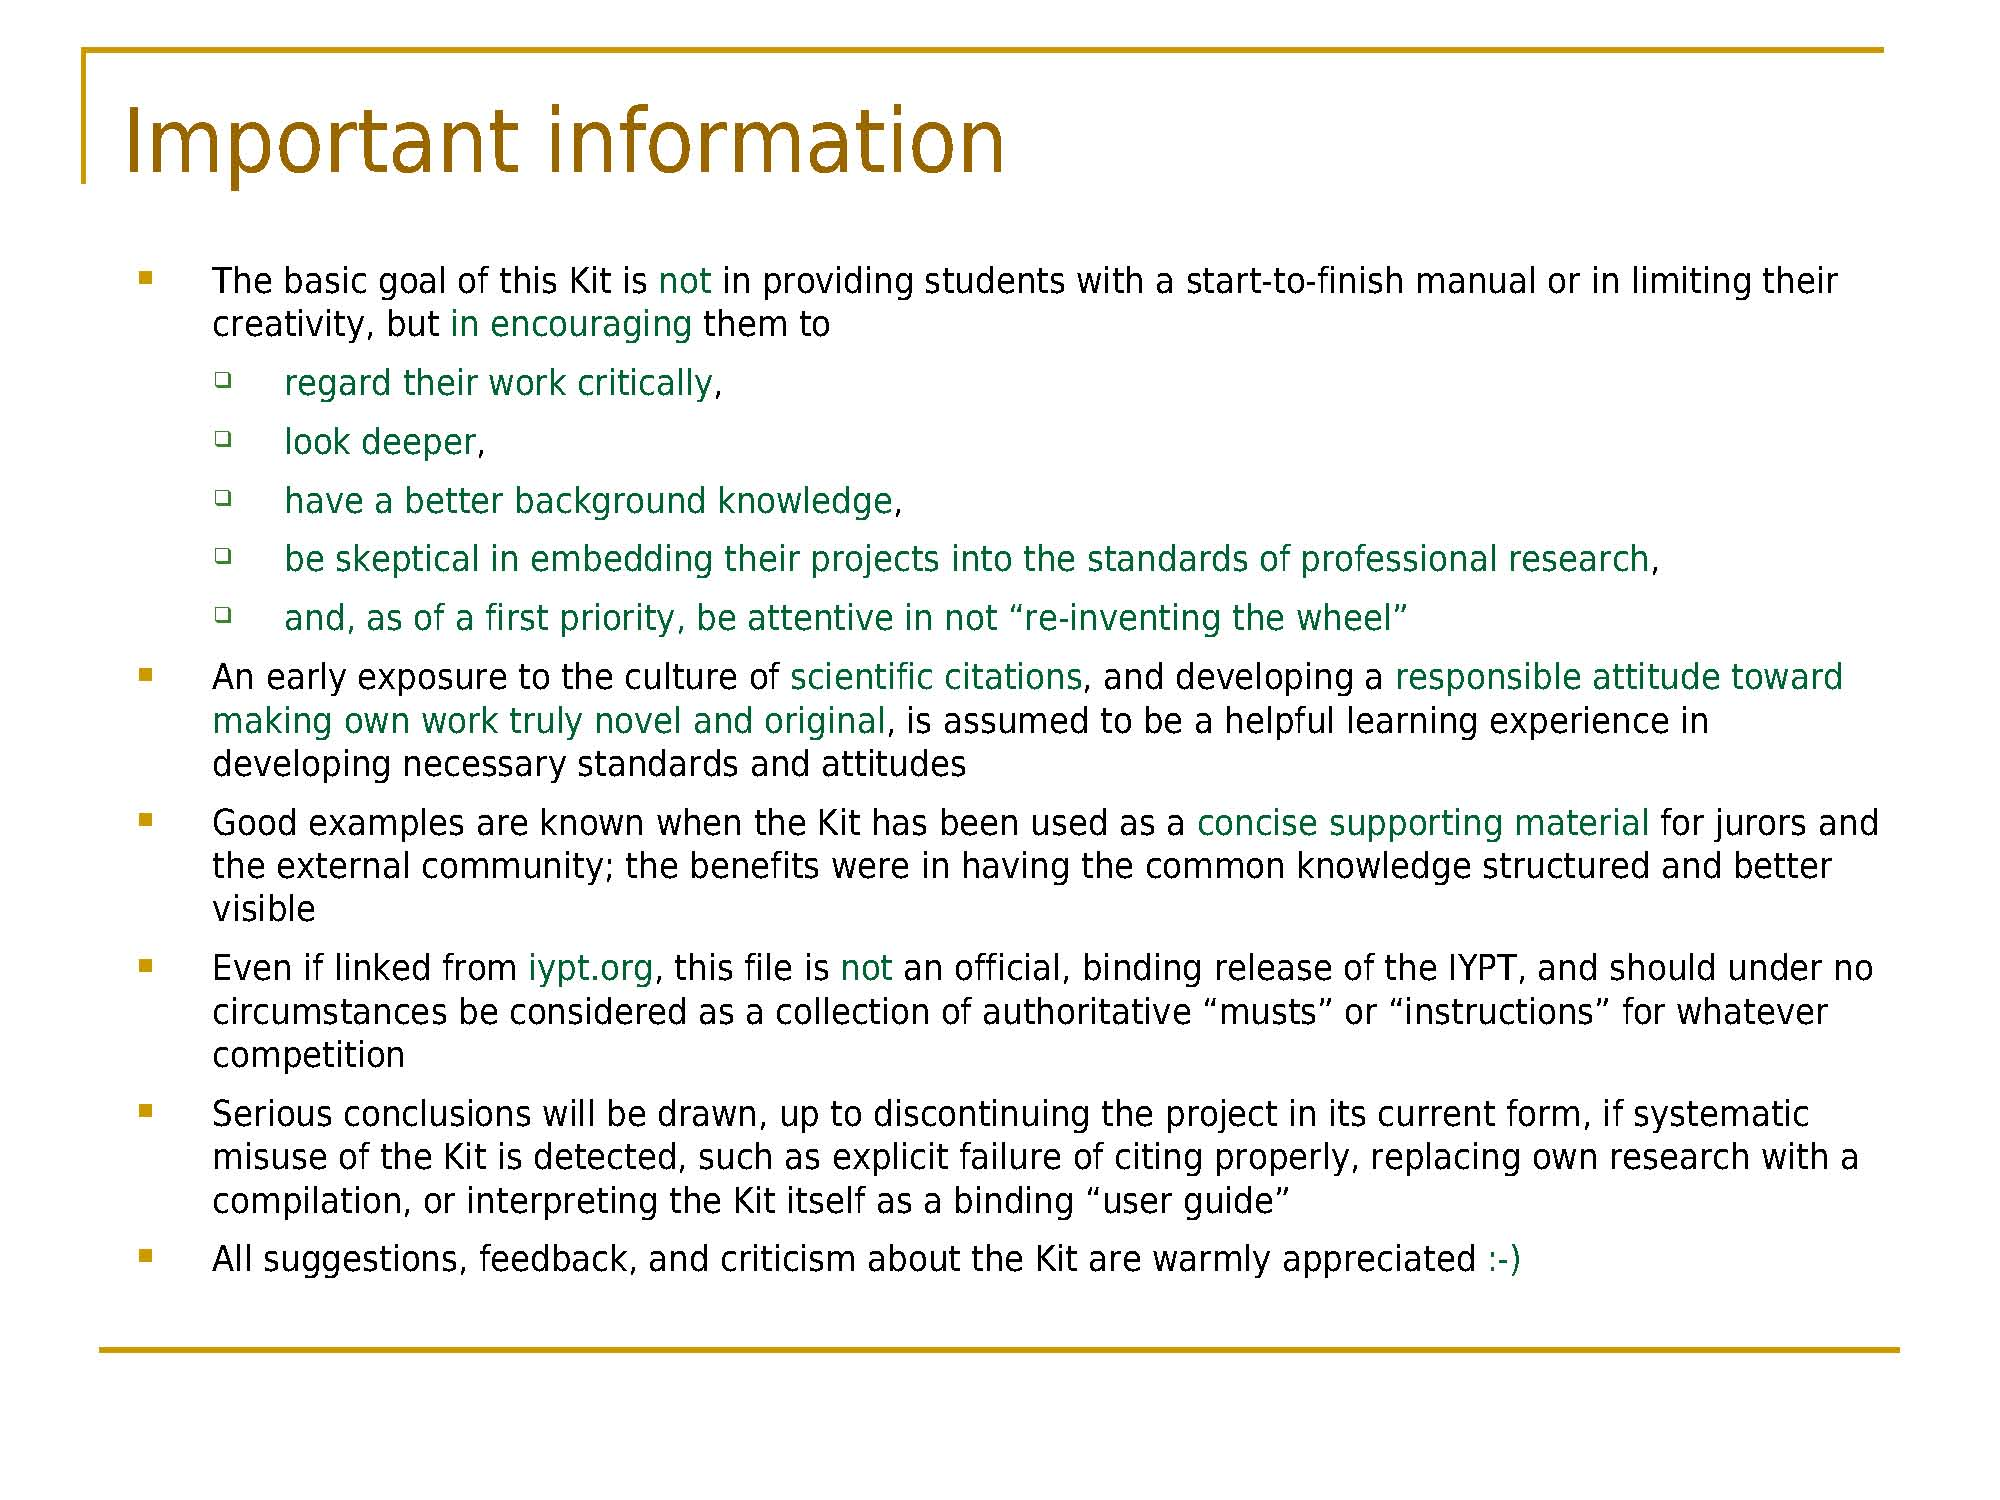 Important information
The basic goal of this Kit is not in providing students with a start-to-finish manual or in limiting their
creativity, but in encouraging them to
regard their work critically,
look deeper,
have a better background knowledge,
be skeptical in embedding their projects into the standards of professional research,
and, as of a first priority, be attentive in not “re-inventing the wheel”
An early exposure to the culture of scientific citations, and developing a responsible attitude toward
making own work truly novel and original, is assumed to be a helpful learning experience in
developing necessary standards and attitudes
Good examples are known when the Kit has been used as a concise supporting material for jurors and
the external community; the benefits were in having the common knowledge structured and better
visible
Even if linked from iypt.org, this file is not an official, binding release of the IYPT, and should under no
circumstances be considered as a collection of authoritative “musts” or “instructions” for whatever
competition
Serious conclusions will be drawn, up to discontinuing the project in its current form, if systematic
misuse of the Kit is detected, such as explicit failure of citing properly, replacing own research with a
compilation, or interpreting the Kit itself as a binding “user guide”
All suggestions, feedback, and criticism about the Kit are warmly appreciated :-)